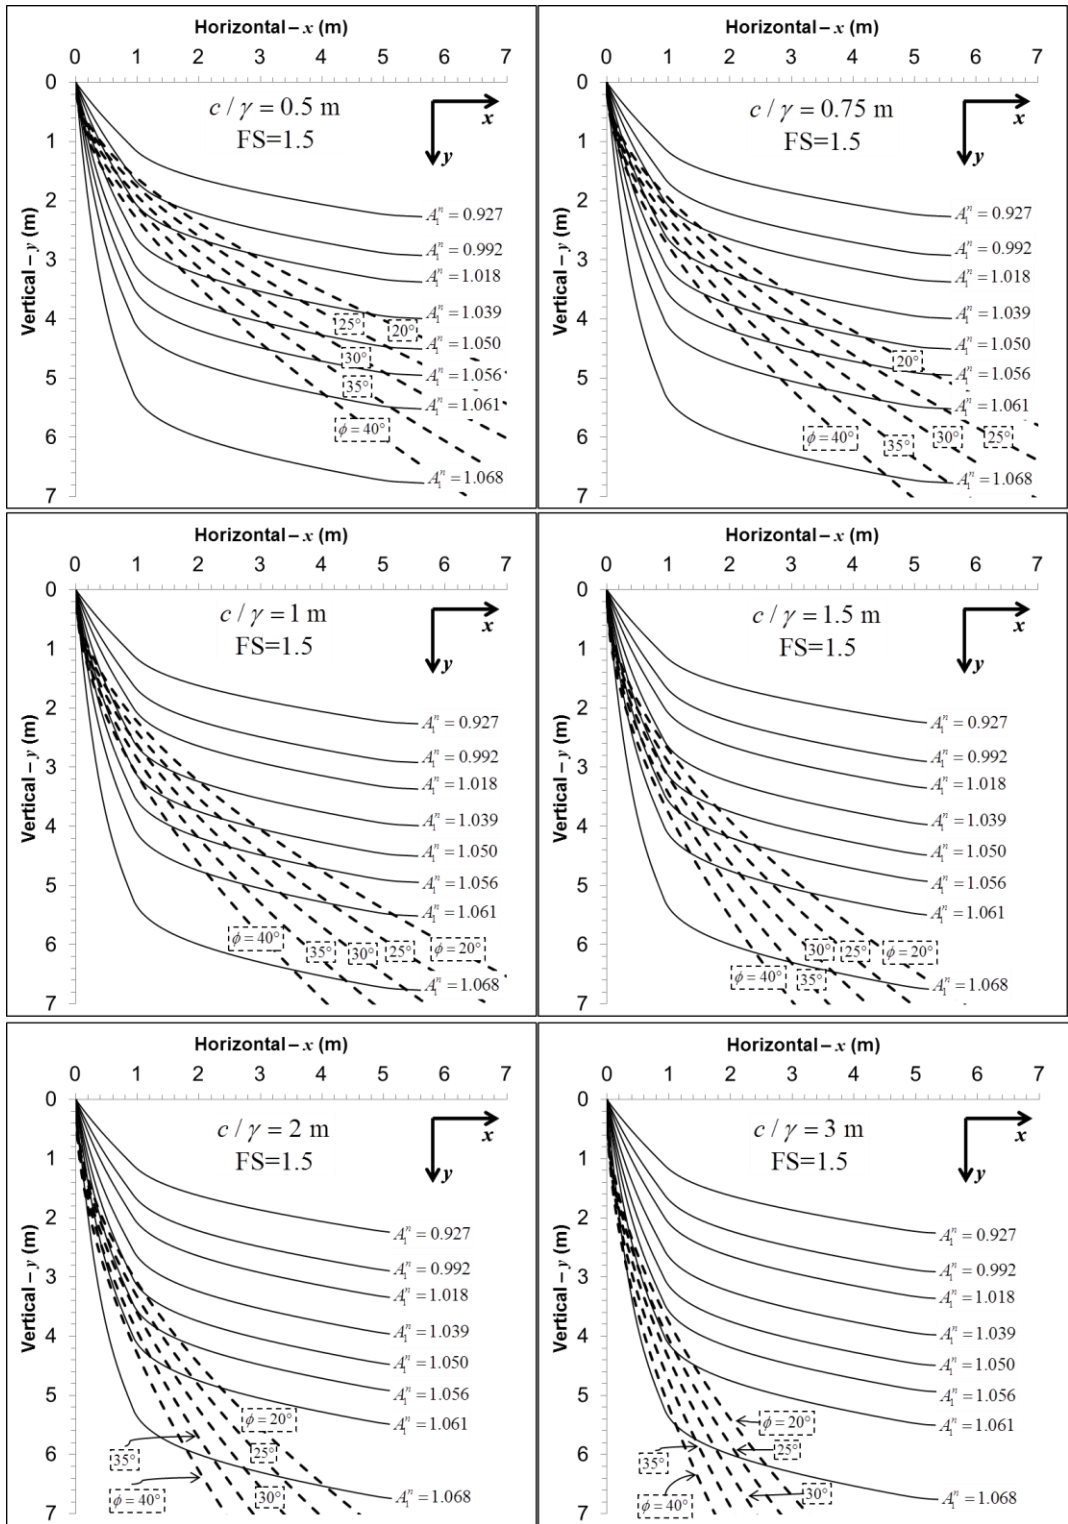 Horizontal – x (m)
0 1 2 3 4 5 6 7
Vertical – y (m)
0
1
2
3
4
5
6
7
c / γ = 0.5 m
FS=1.5
x
y
A₁ⁿ = 0.927
A₁ⁿ = 0.992
A₁ⁿ = 1.018
A₁ⁿ = 1.039
A₁ⁿ = 1.050
A₁ⁿ = 1.056
A₁ⁿ = 1.061
A₁ⁿ = 1.068
25°
20°
30°
35°
ϕ = 40°
Horizontal – x (m)
0 1 2 3 4 5 6 7
Vertical – y (m)
0
1
2
3
4
5
6
7
c / γ = 0.75 m
FS=1.5
x
y
A₁ⁿ = 0.927
A₁ⁿ = 0.992
A₁ⁿ = 1.018
A₁ⁿ = 1.039
A₁ⁿ = 1.050
A₁ⁿ = 1.056
A₁ⁿ = 1.061
A₁ⁿ = 1.068
20°
ϕ = 40°
35°
30°
25°
Horizontal – x (m)
0 1 2 3 4 5 6 7
Vertical – y (m)
0
1
2
3
4
5
6
7
c / γ = 1 m
FS=1.5
x
y
A₁ⁿ = 0.927
A₁ⁿ = 0.992
A₁ⁿ = 1.018
A₁ⁿ = 1.039
A₁ⁿ = 1.050
A₁ⁿ = 1.056
A₁ⁿ = 1.061
A₁ⁿ = 1.068
ϕ = 40°
35°
30°
25°
ϕ = 20°
Horizontal – x (m)
0 1 2 3 4 5 6 7
Vertical – y (m)
0
1
2
3
4
5
6
7
c / γ = 1.5 m
FS=1.5
x
y
A₁ⁿ = 0.927
A₁ⁿ = 0.992
A₁ⁿ = 1.018
A₁ⁿ = 1.039
A₁ⁿ = 1.050
A₁ⁿ = 1.056
A₁ⁿ = 1.061
A₁ⁿ = 1.068
30°
25°
ϕ = 20°
ϕ = 40°
35°
Horizontal – x (m)
0 1 2 3 4 5 6 7
Vertical – y (m)
0
1
2
3
4
5
6
7
c / γ = 2 m
FS=1.5
x
y
A₁ⁿ = 0.927
A₁ⁿ = 0.992
A₁ⁿ = 1.018
A₁ⁿ = 1.039
A₁ⁿ = 1.050
A₁ⁿ = 1.056
A₁ⁿ = 1.061
A₁ⁿ = 1.068
ϕ = 20°
25°
35°
30°
ϕ = 40°
Horizontal – x (m)
0 1 2 3 4 5 6 7
Vertical – y (m)
0
1
2
3
4
5
6
7
c / γ = 3 m
FS=1.5
x
y
A₁ⁿ = 0.927
A₁ⁿ = 0.992
A₁ⁿ = 1.018
A₁ⁿ = 1.039
A₁ⁿ = 1.050
A₁ⁿ = 1.056
A₁ⁿ = 1.061
A₁ⁿ = 1.068
ϕ = 20°
25°
35°
30°
ϕ = 40°